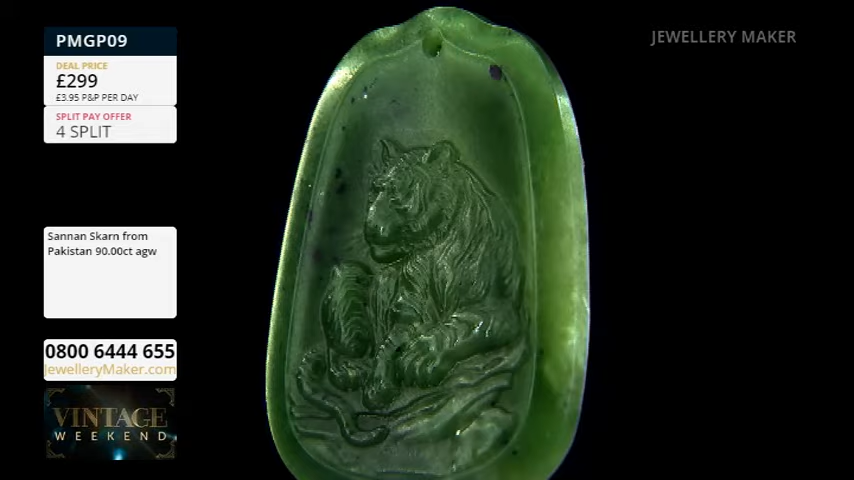 PMGP09
DEAL PRICE
£299
£3.95 P&P PER DAY
SPLIT PAY OFFER
4 SPLIT
Sannan Skarn from
Pakistan 90.00ct agw
0800 6444 655
JewelleryMaker.com
VINTAGE
WEEKEND
JEWELLERY MAKER